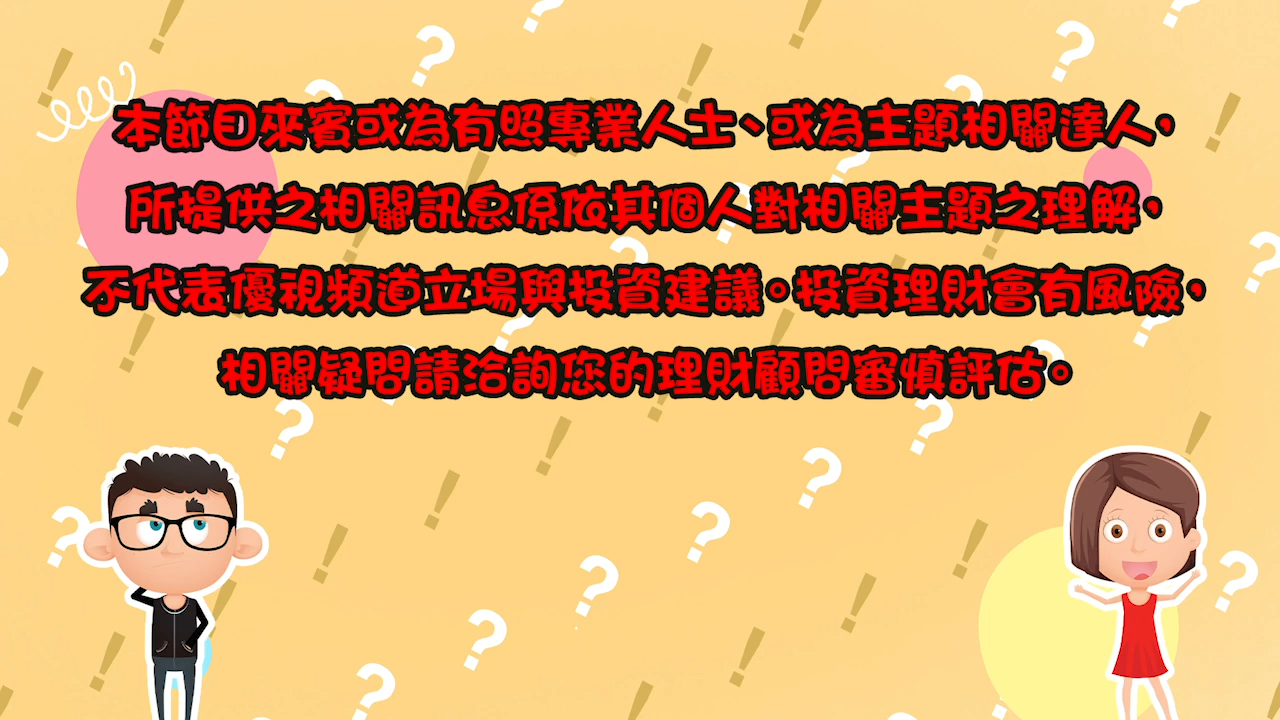 本節目來賓或為有照專業人士、或為主題相關達人，
所提供之相關訊息係依其個人對相關主題之理解，
不代表優視頻道立場與投資建議。投資理財會有風險，
相關疑問請洽詢您的理財顧問審慎評估。